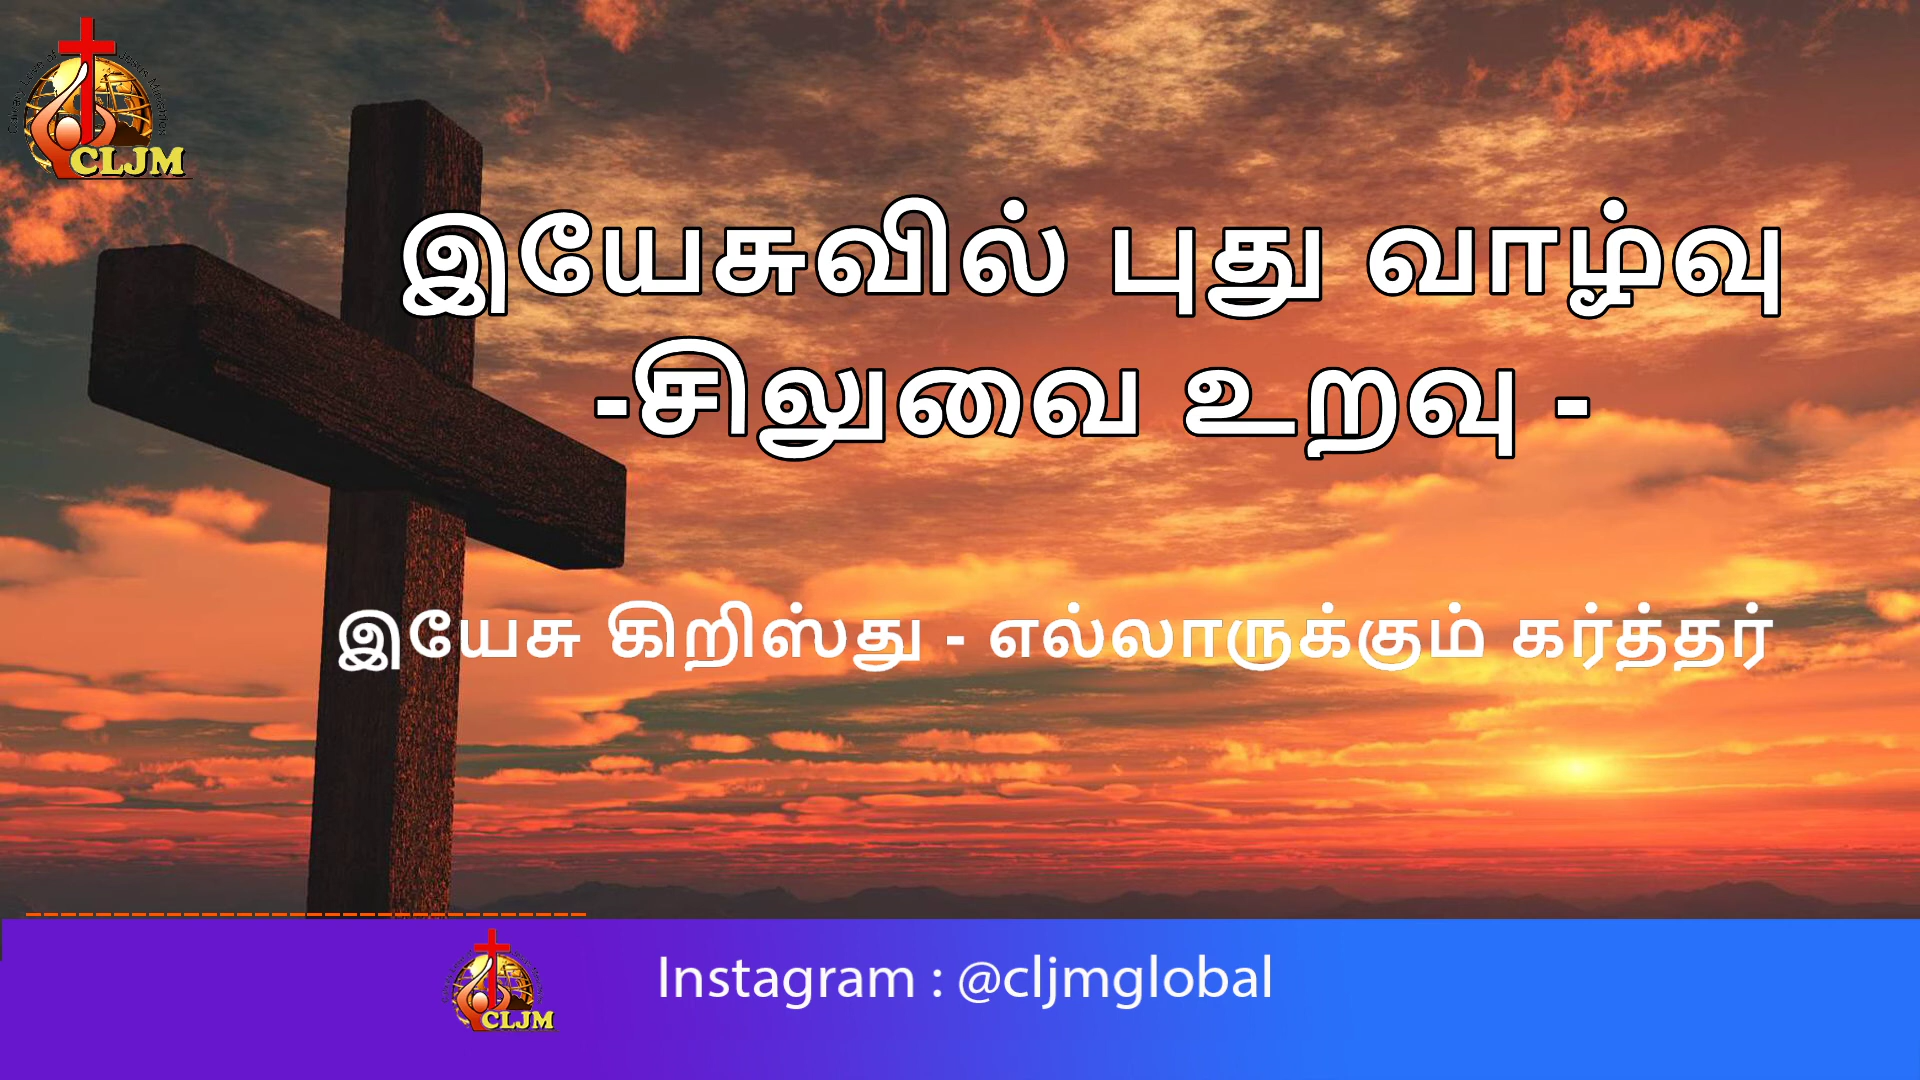 CLJM
இயேசுவில் புது வாழ்வு
-சிலுவை உறவு -
இயேசு கிறிஸ்து - எல்லாருக்கும் கர்த்தர்
CLJM
Instagram : @cljmglobal